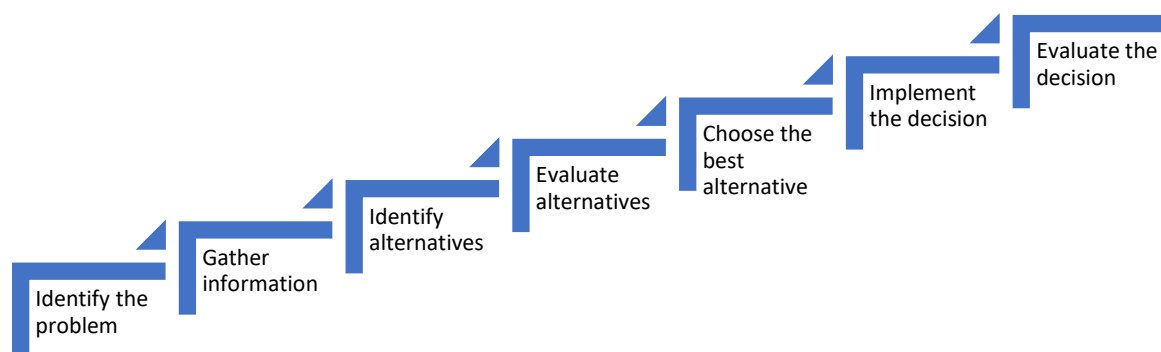 Identify the
problem
Gather
information
Identify
alternatives
Evaluate
alternatives
Choose the
best
alternative
Implement
the decision
Evaluate the
decision